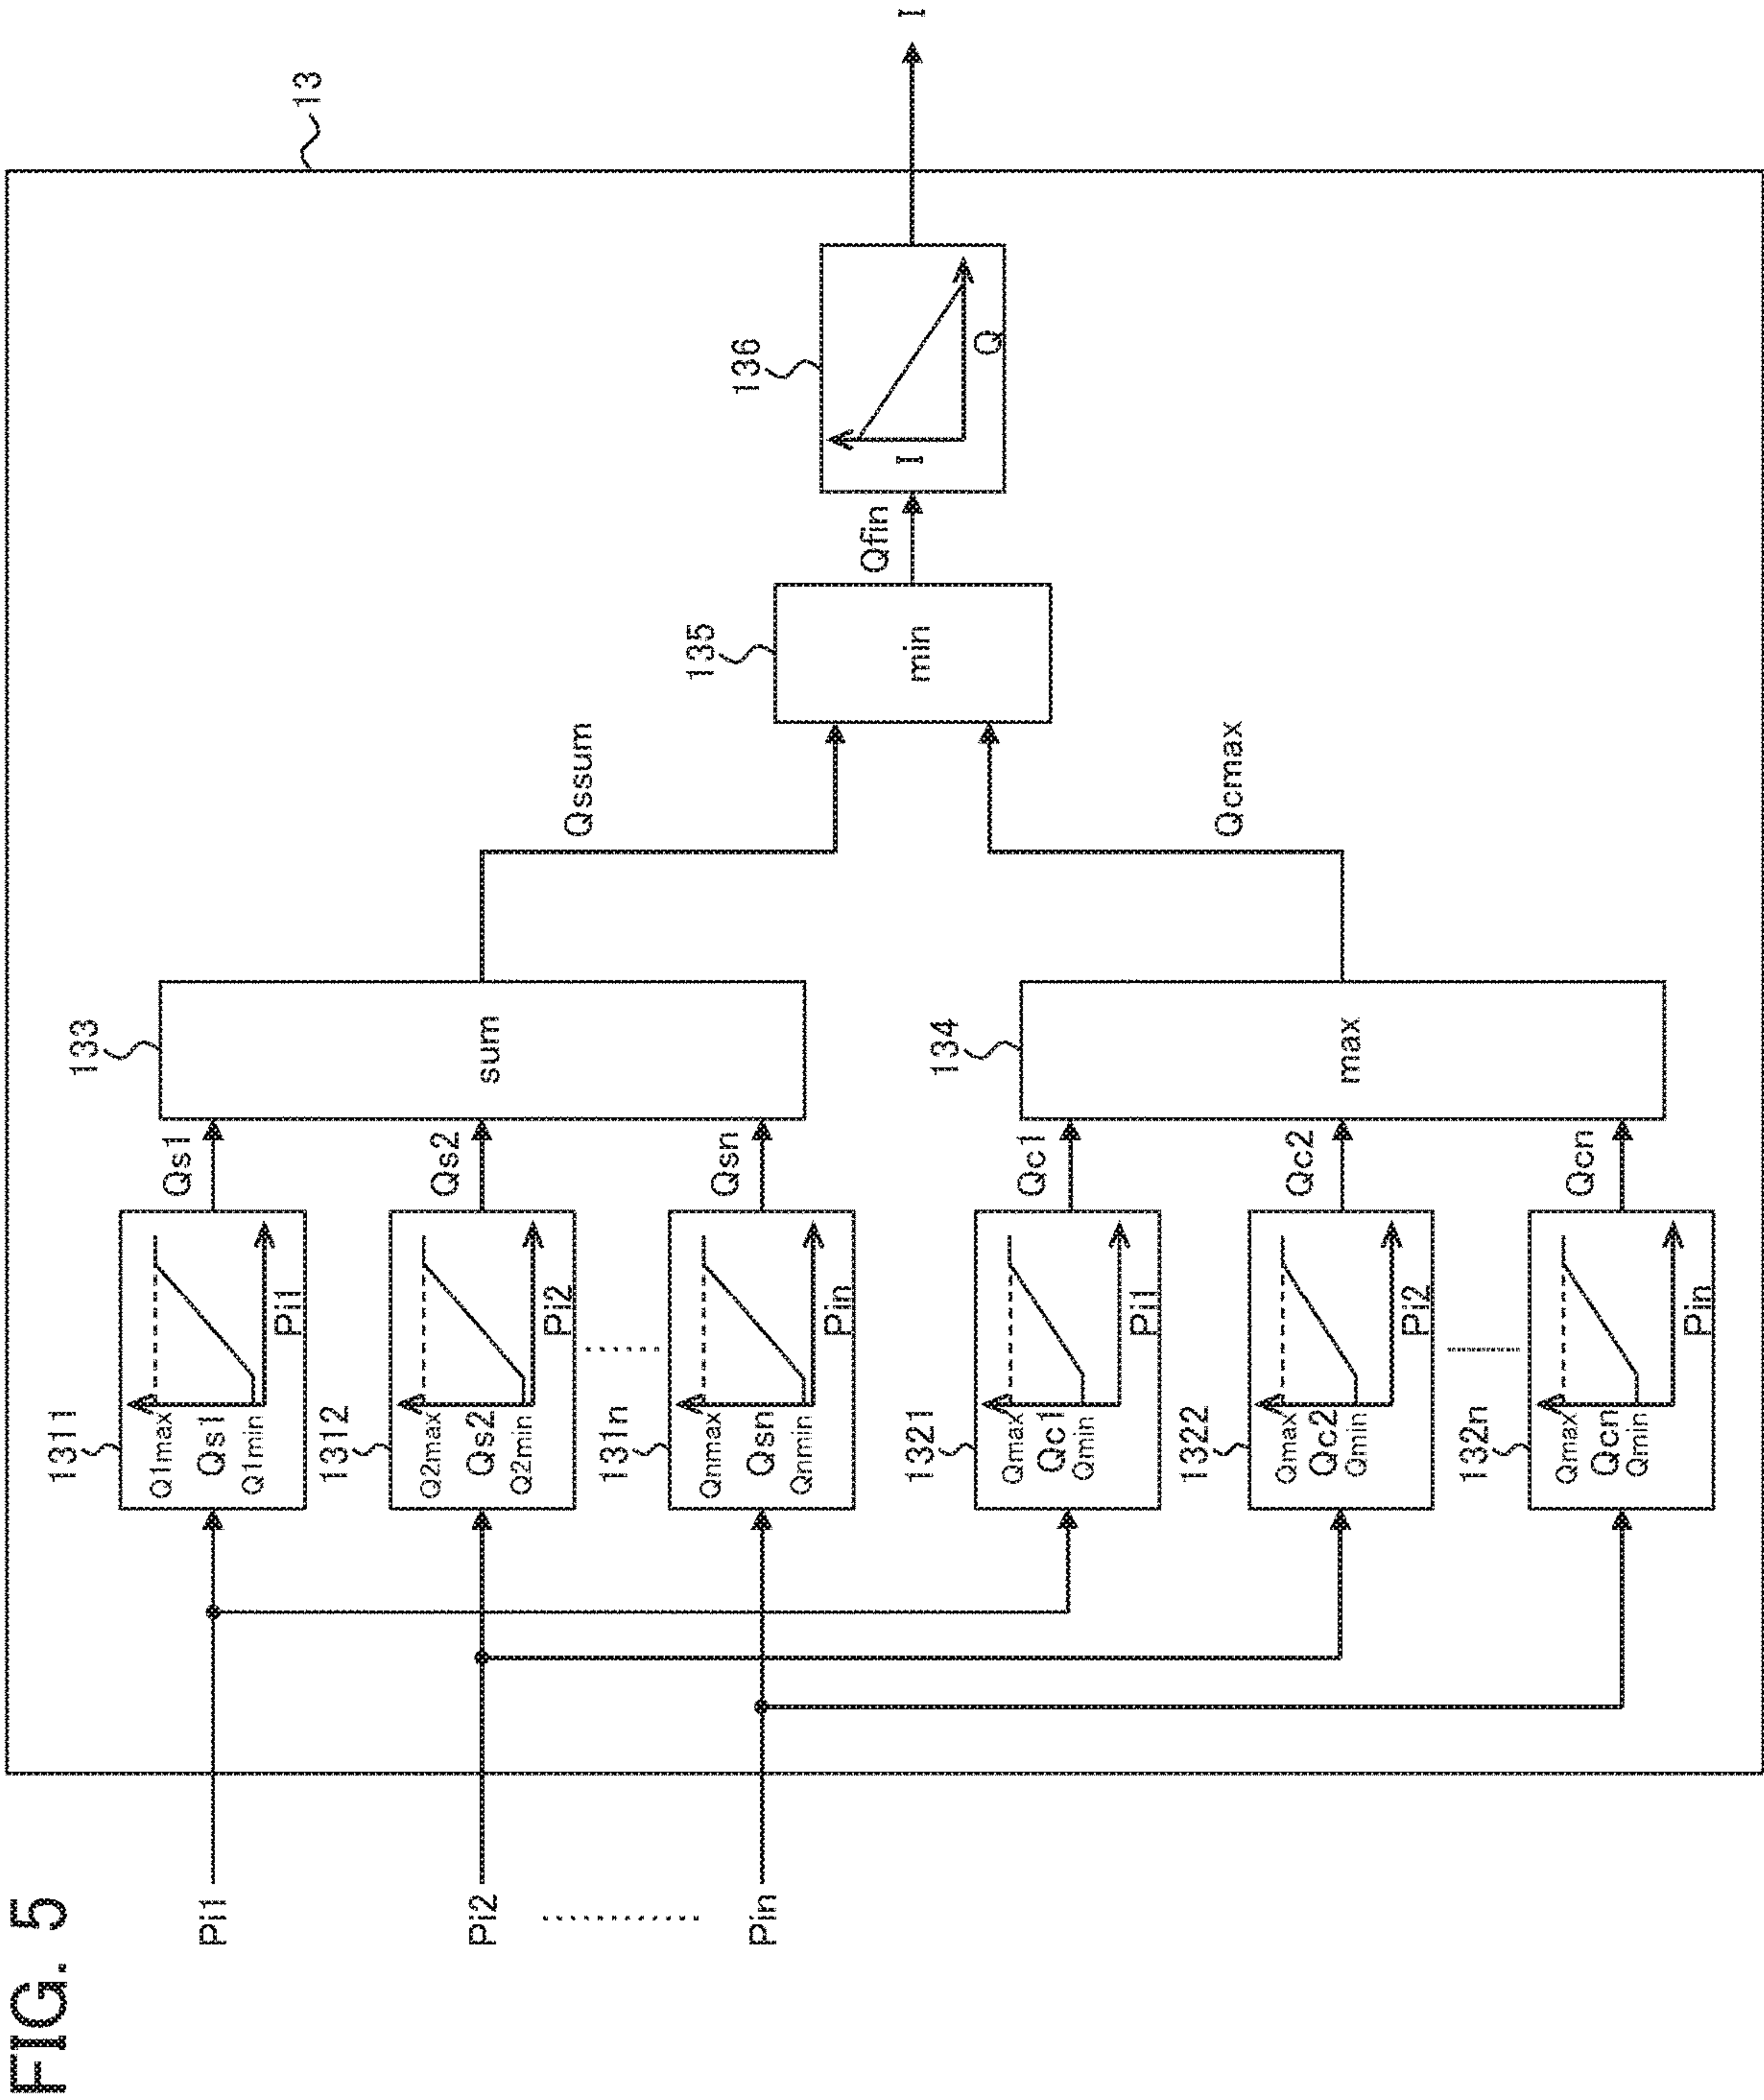 FIG. 5
13
Pi1
Pi2
Pin
1311
Q1max
Qs1
Q1min
Pi1
Qs1
1312
Q2max
Qs2
Q2min
Pi2
Qs2
131n
Qnmax
Qsn
Qnmin
Pin
Qsn
1321
Qmax
Qc1
Qmin
Pi1
Qc1
1322
Qmax
Qc2
Qmin
Pi2
Qc2
132n
Qmax
Qcn
Qmin
Pin
Qcn
133
sum
134
max
Qssum
Qcmax
135
min
Qfin
136
I
Q
I